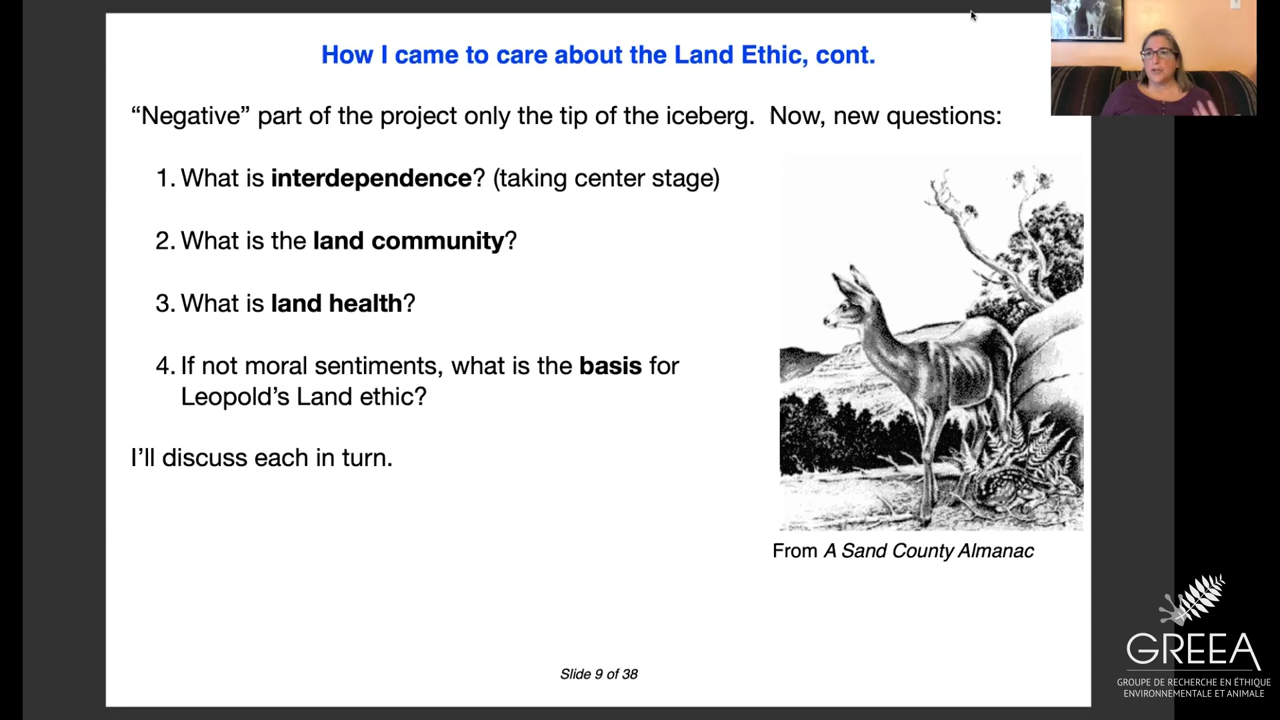 How I came to care about the Land Ethic, cont.
“Negative” part of the project only the tip of the iceberg.  Now, new questions:
1. What is interdependence? (taking center stage)
2. What is the land community?
3. What is land health?
4. If not moral sentiments, what is the basis for
Leopold’s Land ethic?
I’ll discuss each in turn.
From A Sand County Almanac
Slide 9 of 38
GREEA
GROUPE DE RECHERCHE EN ÉTHIQUE
ENVIRONNEMENTALE ET ANIMALE